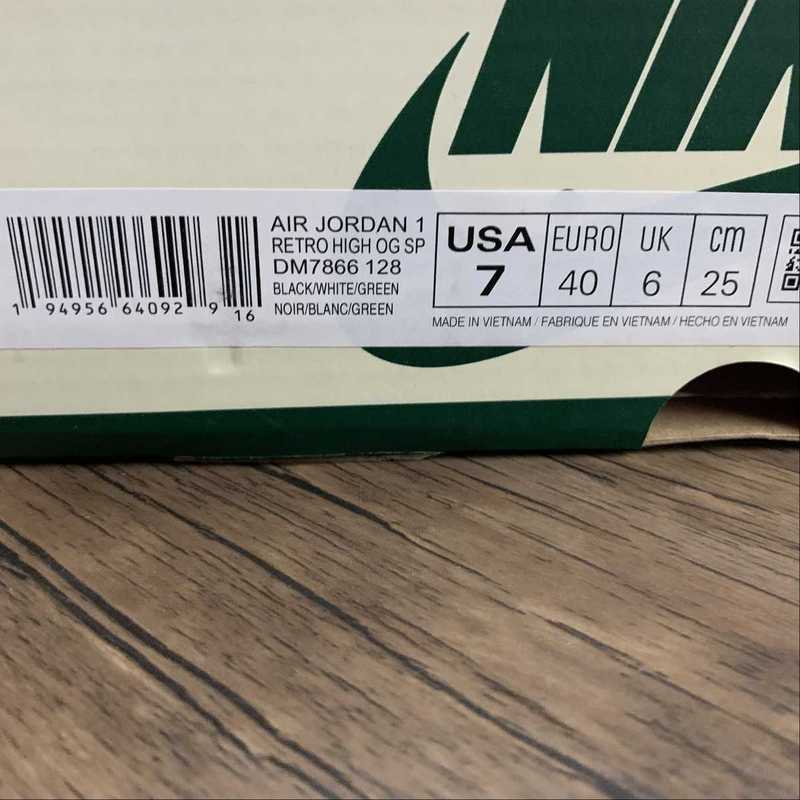 NIK
1 94956 64092 9 16
AIR JORDAN 1
RETRO HIGH OG SP
DM7866 128
BLACK/WHITE/GREEN
NOIR/BLANC/GREEN
USA EURO UK cm
7 40 6 25
MADE IN VIETNAM / FABRIQUE EN VIETNAM / HECHO EN VIETNAM